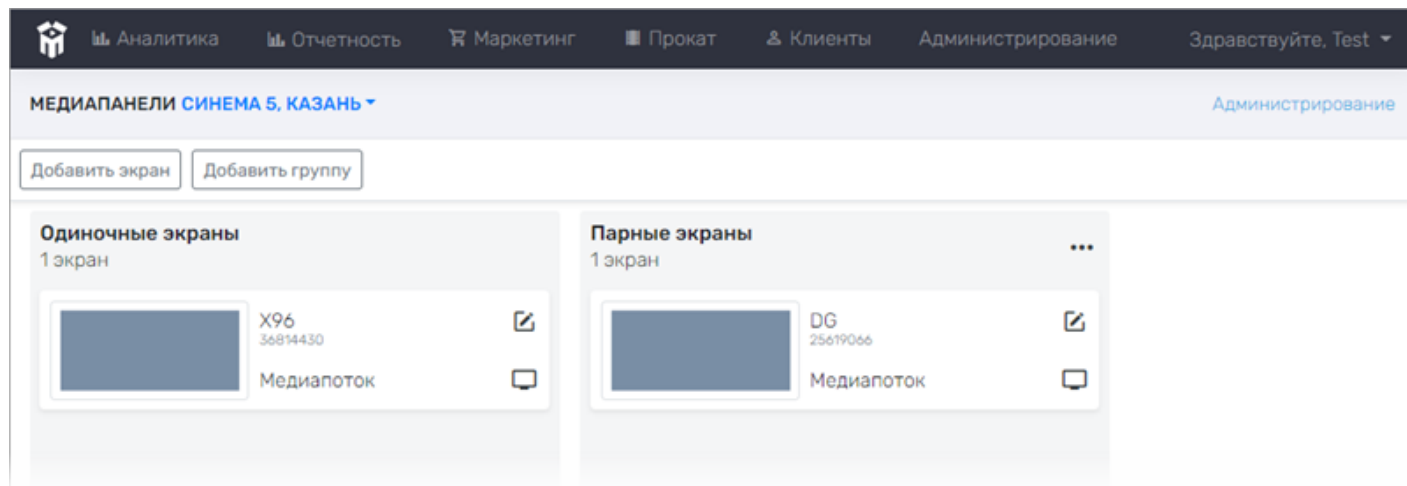 Аналитика Отчетность Маркетинг Прокат Клиенты Администрирование Здравствуйте, Test
МЕДИАПАНЕЛИ СИНЕМА 5, КАЗАНЬ Администрирование
Добавить экран Добавить группу
Одиночные экраны
1 экран
X96
36814430
Медиапоток
Парные экраны
1 экран
DG
25619066
Медиапоток